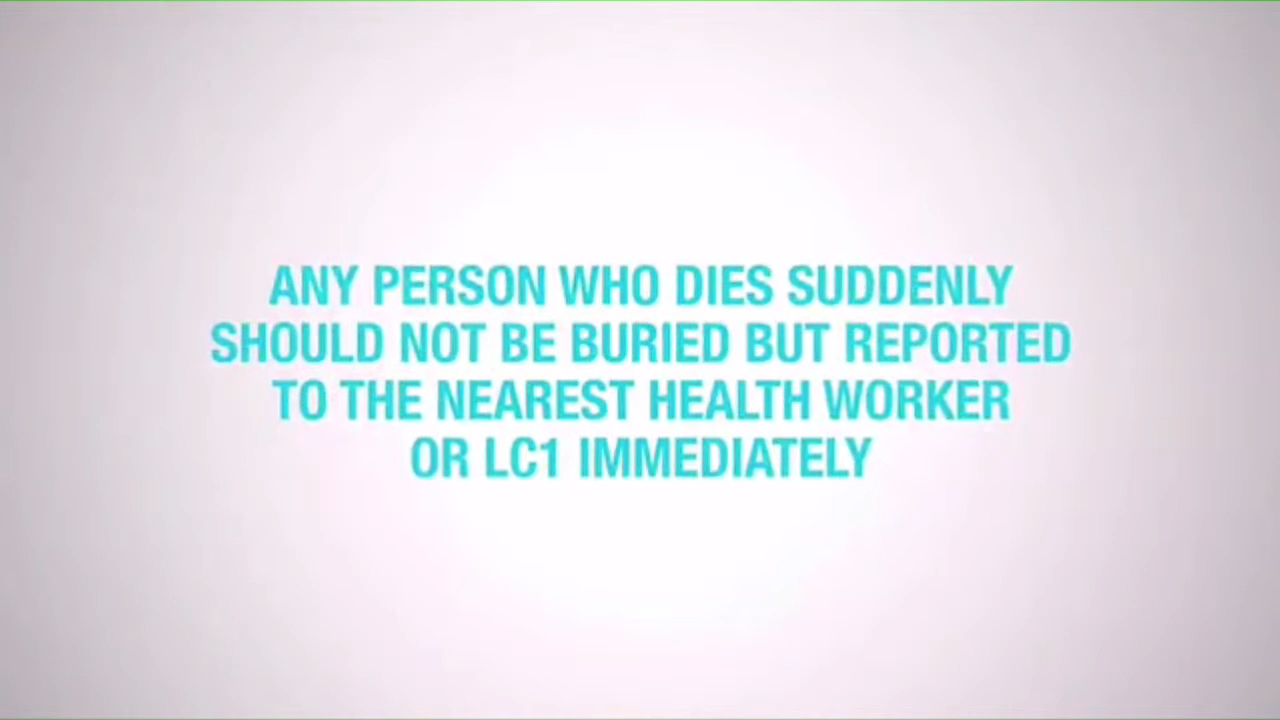 ANY PERSON WHO DIES SUDDENLY
SHOULD NOT BE BURIED BUT REPORTED
TO THE NEAREST HEALTH WORKER
OR LC1 IMMEDIATELY